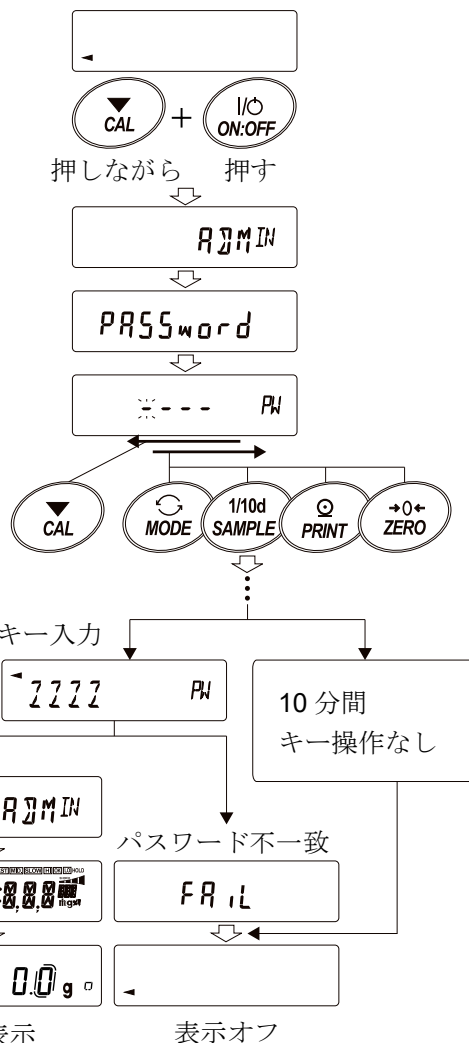 CAL + I/⏻ ON:OFF
押しながら 押す
ADMIN
PASSword
- - - - PW
CAL MODE 1/10d SAMPLE PRINT →0← ZERO
キー入力
7777 PW
10 分間
キー操作なし
ADMIN
パスワード不一致
FAiL
0.0 g
表示
表示オフ